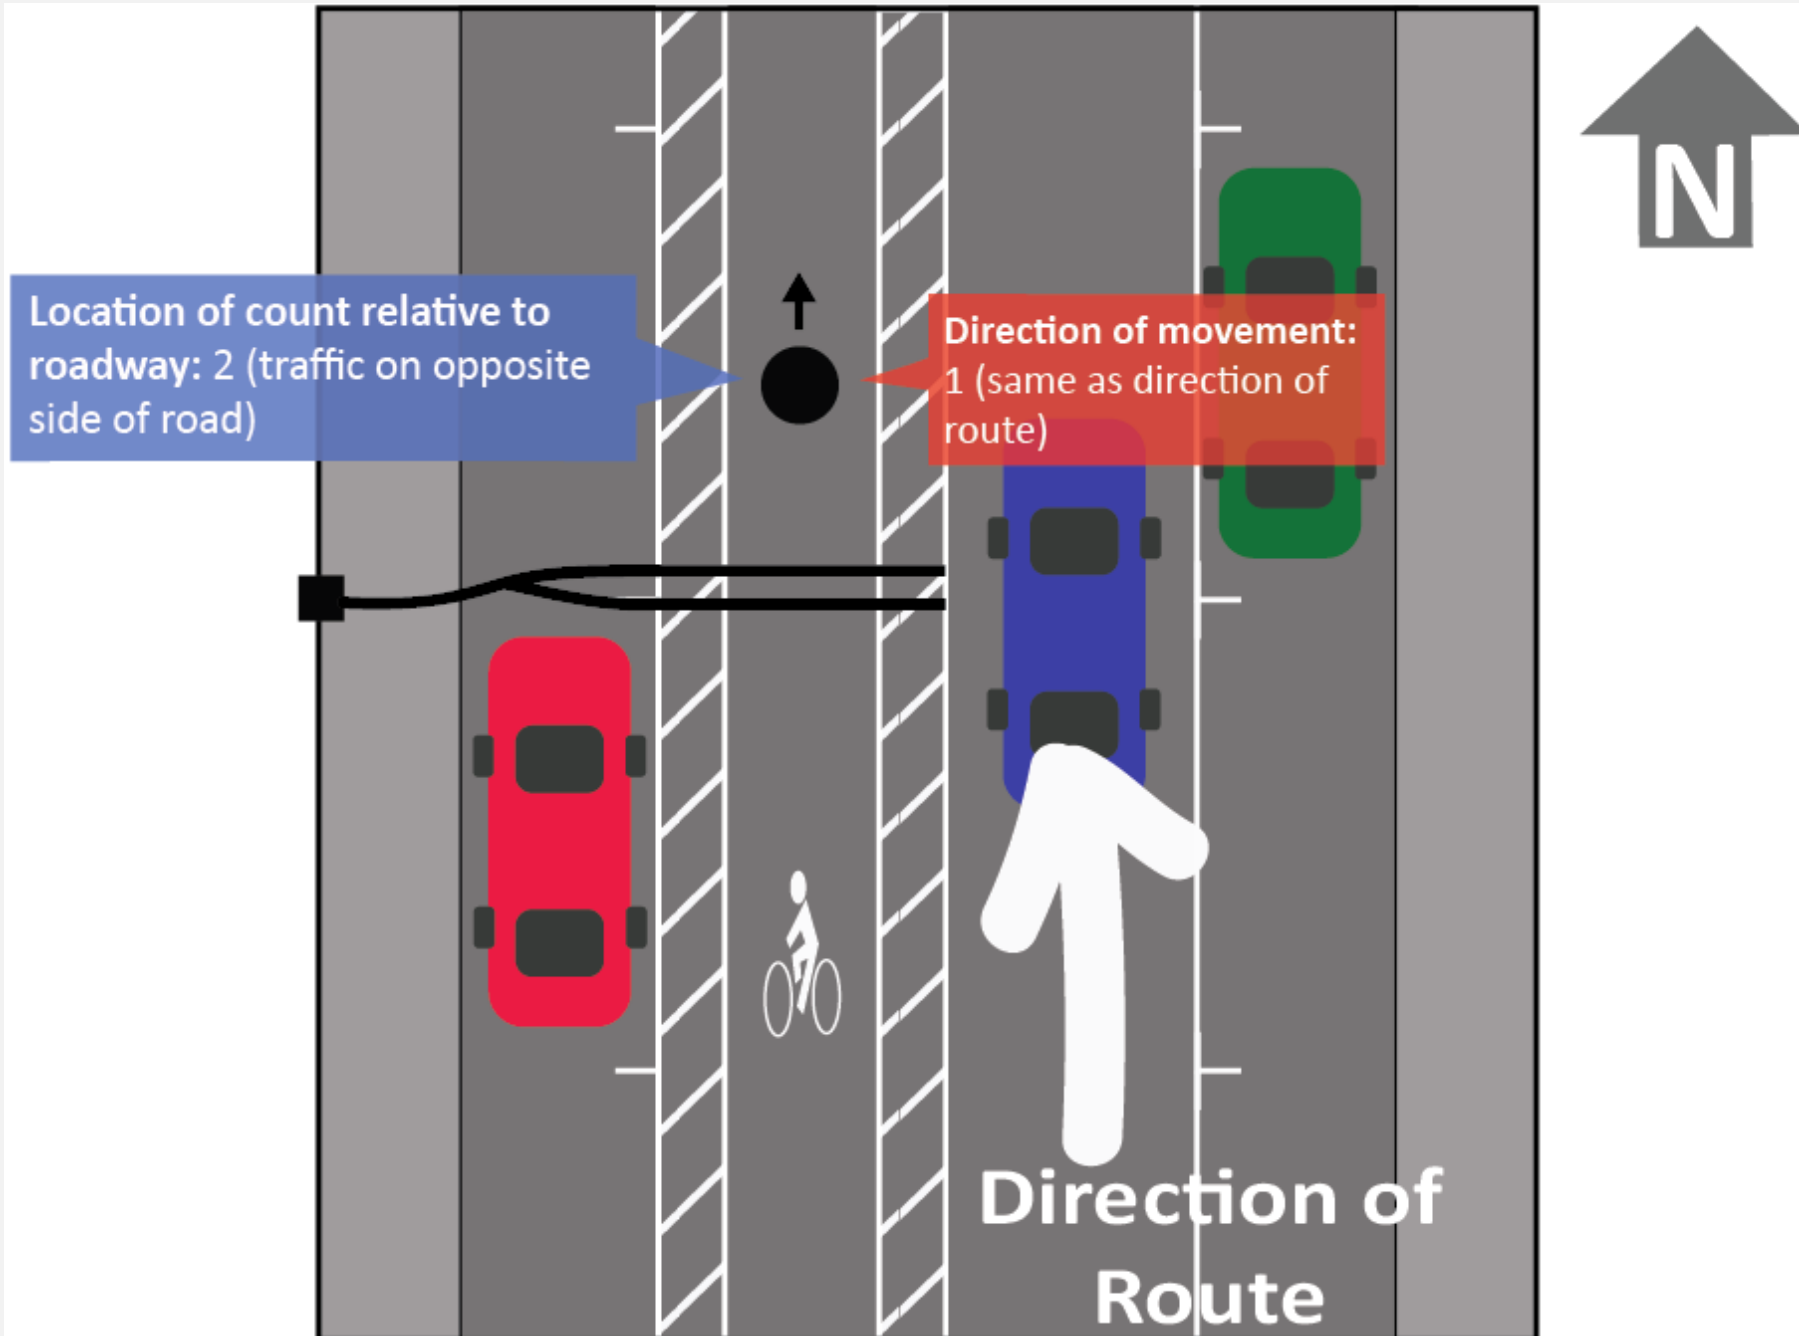 N
Location of count relative to
roadway: 2 (traffic on opposite
side of road)
Direction of movement:
1 (same as direction of
route)
Direction of
Route